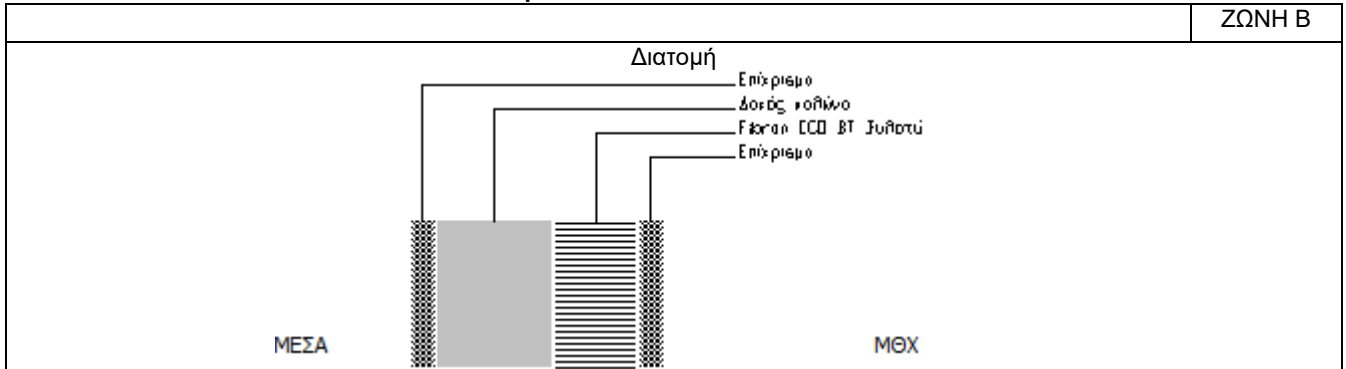 ΖΩΝΗ Β
Διατομή
Επίχρισμα
Δοκός κολώνα
Fibran ECO BT Ξυλοτύ
Επίχρισμα
ΜΕΣΑ
ΜΘΧ